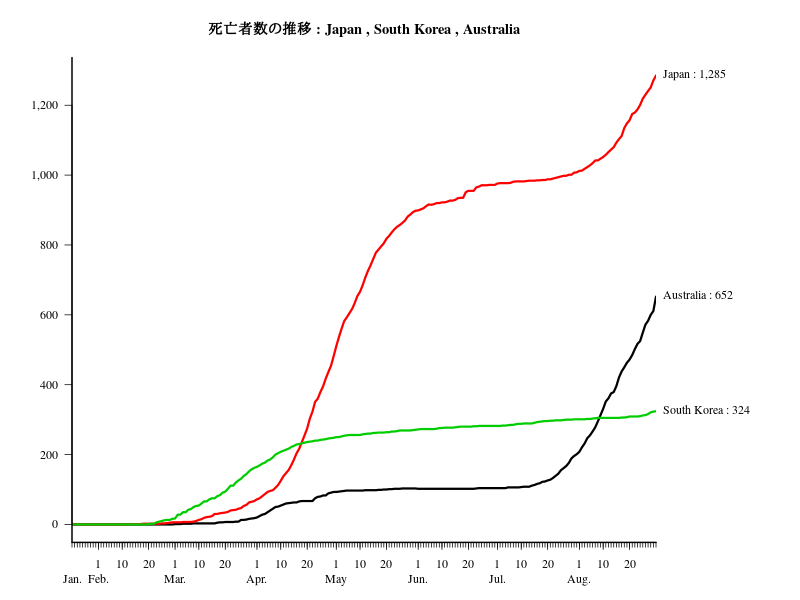 死亡者数の推移 : Japan , South Korea , Australia
Japan : 1,285
1,200
1,000
800
Australia : 652
600
400
South Korea : 324
200
0
1 10 20 1 10 20 1 10 20 1 10 20 1 10 20 1 10 20 1 10 20
Jan. Feb. Mar. Apr. May Jun. Jul. Aug.